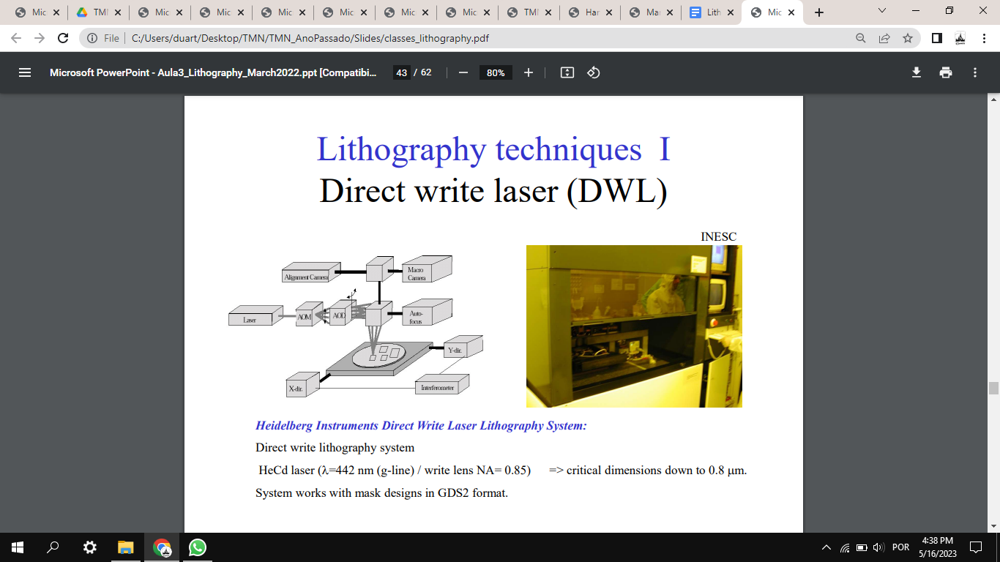 Mic
TMN
Mic
Mic
Mic
Mic
Mic
Mic
TMN
Har
Mar
Lith
Mic
File
C:/Users/duart/Desktop/TMN/TMN_AnoPassado/Slides/classes_lithography.pdf
Microsoft PowerPoint - Aula3_Lithography_March2022.ppt [Compatibi...
43 / 62
80%
Lithography techniques I
Direct write laser (DWL)
INESC
Alignment Camera
Macro
Camera
Laser
AOM
AOD
Auto-
focus
Y-dir.
X-dir.
Interferometer
Heidelberg Instruments Direct Write Laser Lithography System:
Direct write lithography system
HeCd laser (λ=442 nm (g-line) / write lens NA= 0.85) => critical dimensions down to 0.8 μm.
System works with mask designs in GDS2 format.
POR
4:38 PM
5/16/2023